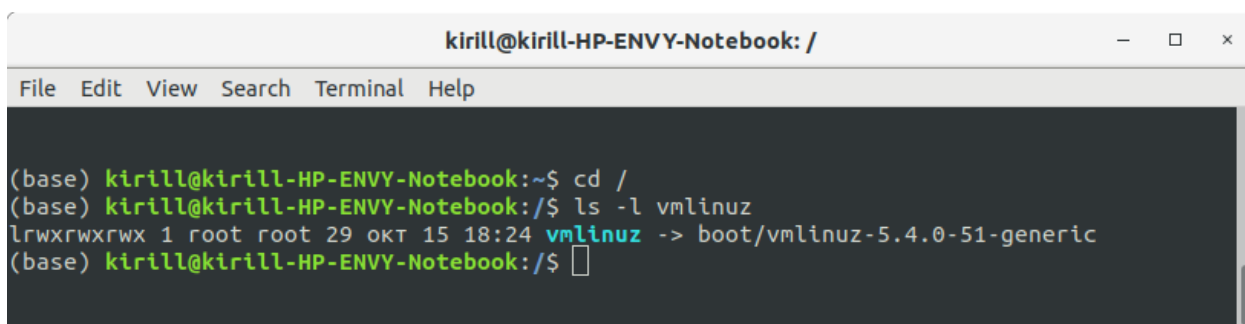 kirill@kirill-HP-ENVY-Notebook: /
File Edit View Search Terminal Help
(base) kirill@kirill-HP-ENVY-Notebook:~$ cd /
(base) kirill@kirill-HP-ENVY-Notebook:/$ ls -l vmlinuz
lrwxrwxrwx 1 root root 29 окт 15 18:24 vmlinuz -> boot/vmlinuz-5.4.0-51-generic
(base) kirill@kirill-HP-ENVY-Notebook:/$